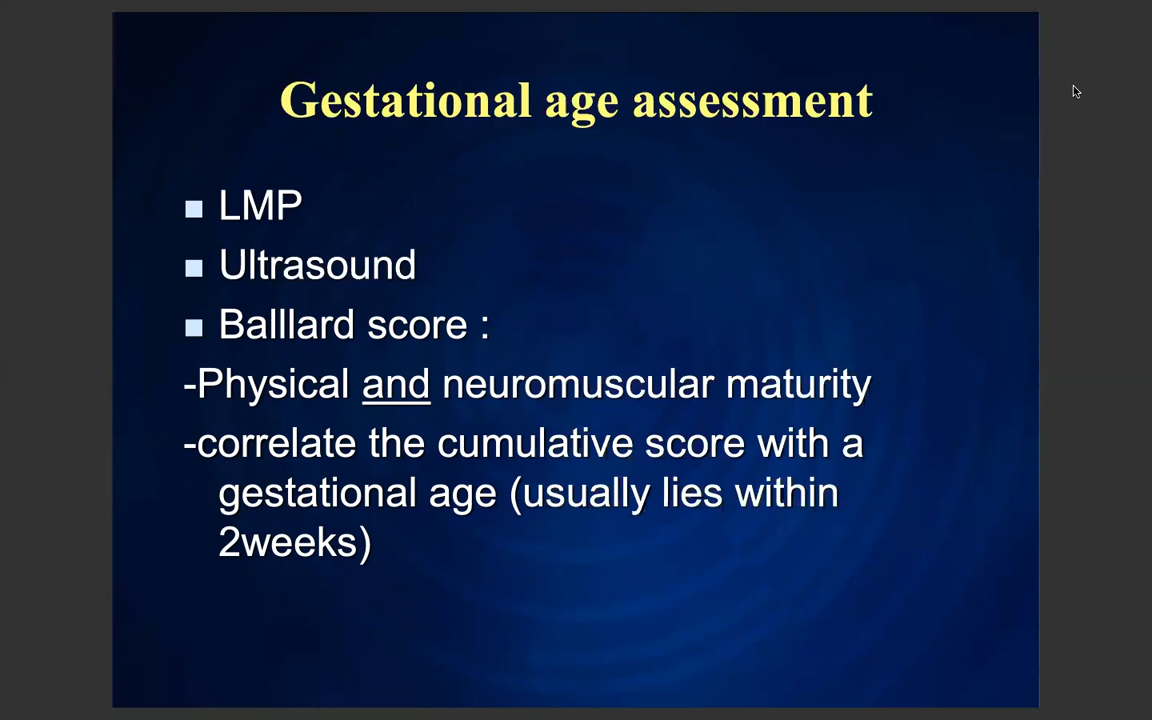 Gestational age assessment
■ LMP
■ Ultrasound
■ Balllard score :
-Physical and neuromuscular maturity
-correlate the cumulative score with a
gestational age (usually lies within
2weeks)